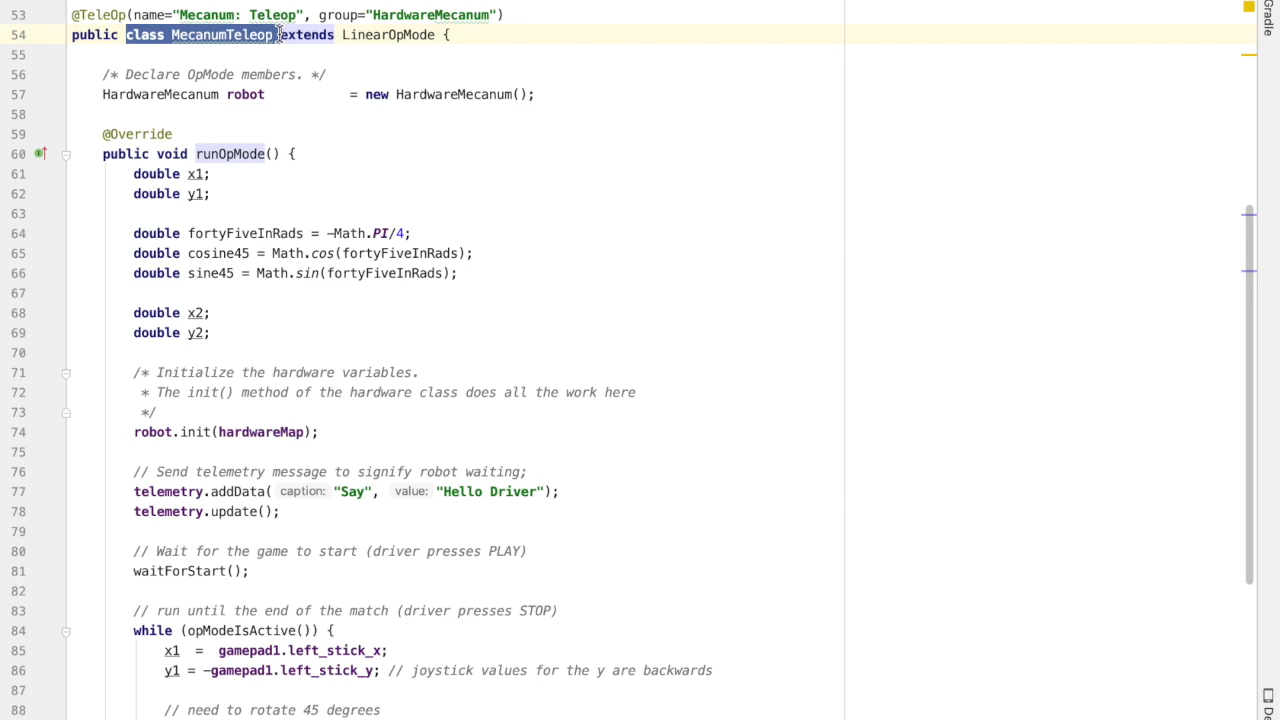 53 @TeleOp(name="Mecanum: Teleop", group="HardwareMecanum")
54 public class MecanumTeleop extends LinearOpMode {
55
56 /* Declare OpMode members. */
57 HardwareMecanum robot = new HardwareMecanum();
58
59 @Override
60 public void runOpMode() {
61 double x1;
62 double y1;
63
64 double fortyFiveInRads = -Math.PI/4;
65 double cosine45 = Math.cos(fortyFiveInRads);
66 double sine45 = Math.sin(fortyFiveInRads);
67
68 double x2;
69 double y2;
70
71 /* Initialize the hardware variables.
72 * The init() method of the hardware class does all the work here
73 */
74 robot.init(hardwareMap);
75
76 // Send telemetry message to signify robot waiting;
77 telemetry.addData( caption: "Say", value: "Hello Driver");
78 telemetry.update();
79
80 // Wait for the game to start (driver presses PLAY)
81 waitForStart();
82
83 // run until the end of the match (driver presses STOP)
84 while (opModeIsActive()) {
85 x1 = gamepad1.left_stick_x;
86 y1 = -gamepad1.left_stick_y; // joystick values for the y are backwards
87
88 // need to rotate 45 degrees
Gradle